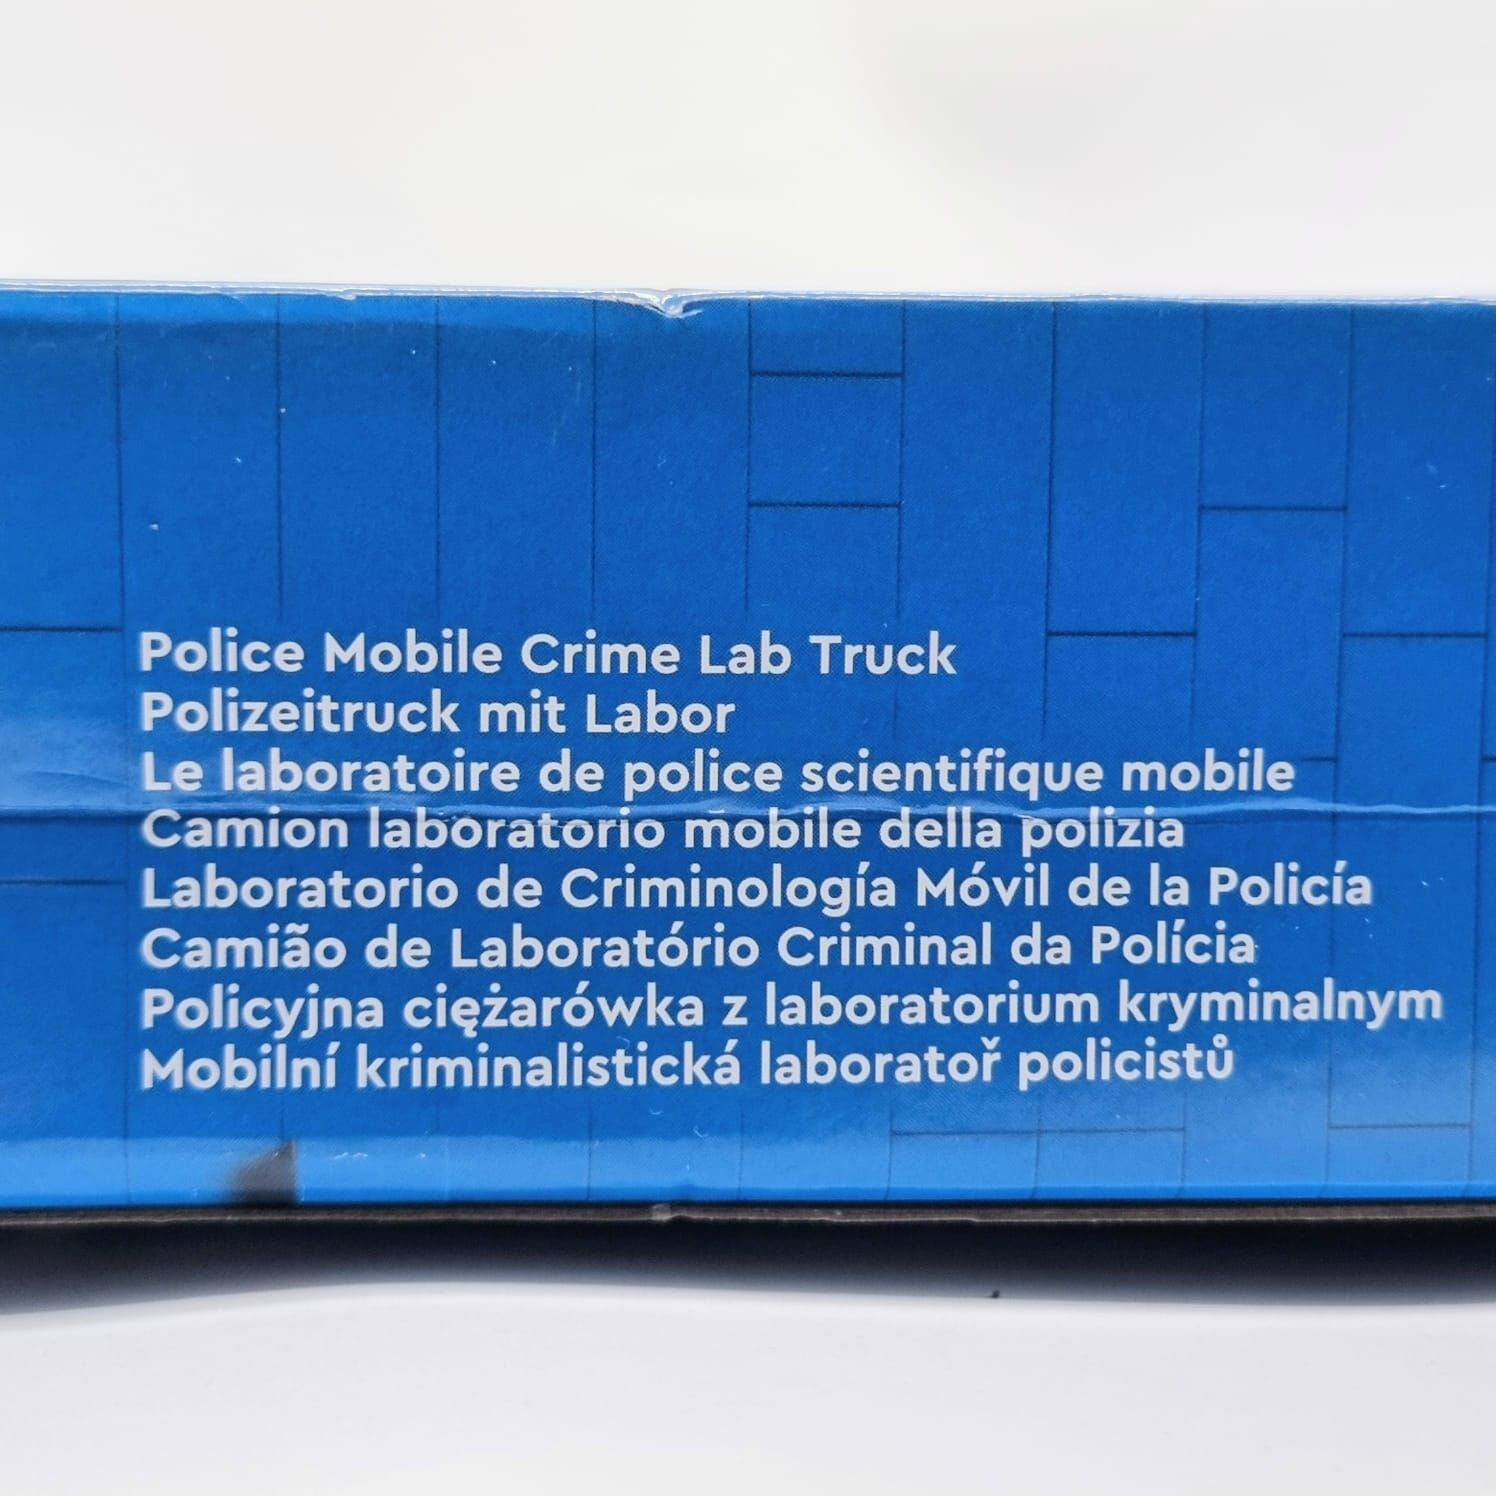 Police Mobile Crime Lab Truck
Polizeitruck mit Labor
Le laboratoire de police scientifique mobile
Camion laboratorio mobile della polizia
Laboratorio de Criminología Móvil de la Policía
Camião de Laboratório Criminal da Polícia
Policyjna ciężarówka z laboratorium kryminalnym
Mobilní kriminalistická laboratoř policistů